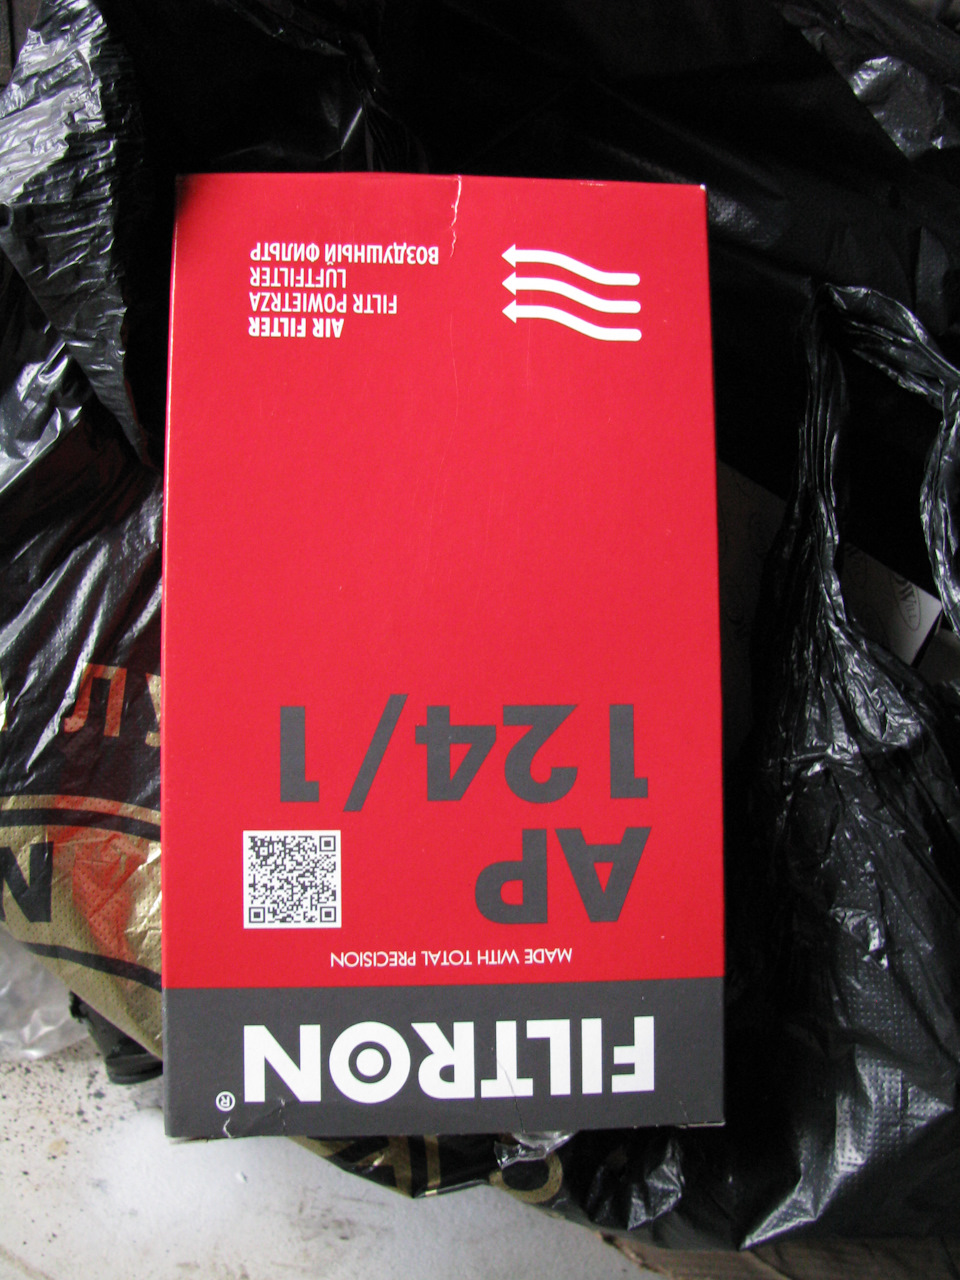 FILTRON®
MADE WITH TOTAL PRECISION
AP
124/1
AIR FILTER
FILTR POWIETRZA
LUFTFILTER
ВОЗДУШНЫЙ ФИЛЬТР